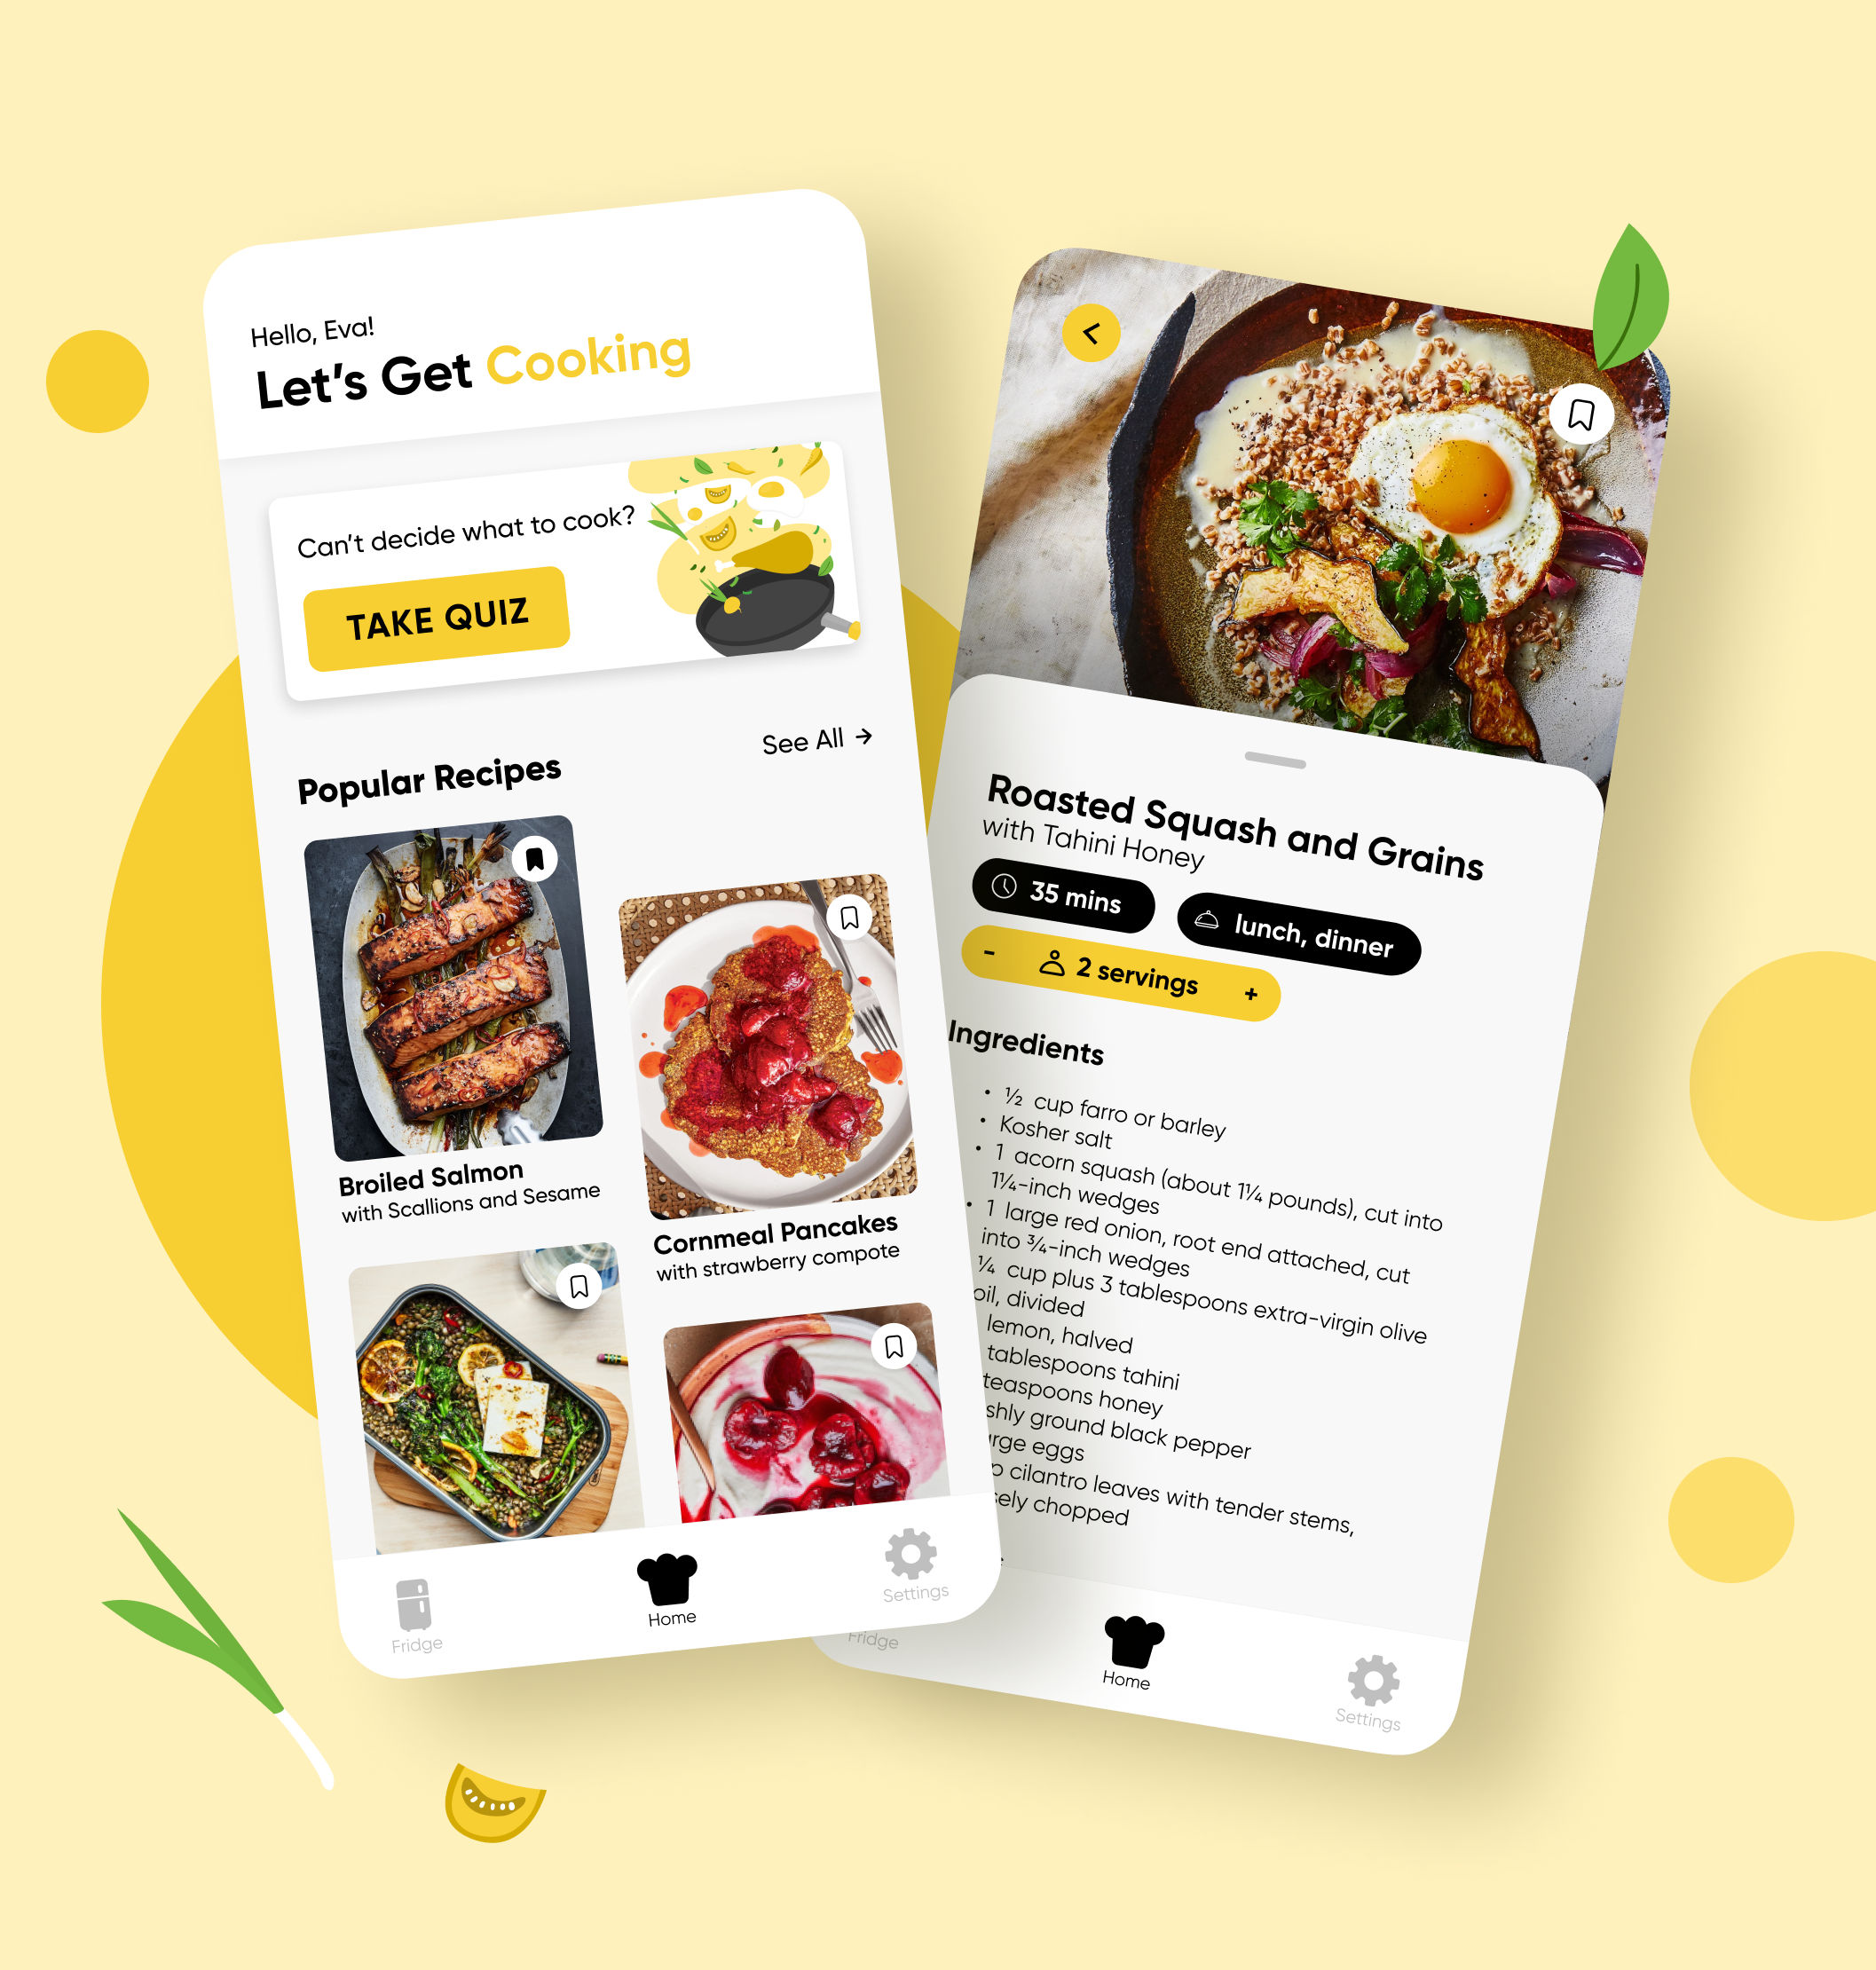 Hello, Eva!
Let's Get Cooking
Can't decide what to cook?
TAKE QUIZ
Popular Recipes
See All →
Broiled Salmon
with Scallions and Sesame
Cornmeal Pancakes
with strawberry compote
Fridge
Home
Settings
Roasted Squash and Grains
with Tahini Honey
35 mins
lunch, dinner
- 2 servings +
Ingredients
• ½ cup farro or barley
• Kosher salt
• 1 acorn squash (about 1¼ pounds), cut into
1¼-inch wedges
• 1 large red onion, root end attached, cut
into ¾-inch wedges
¼ cup plus 3 tablespoons extra-virgin olive
oil, divided
lemon, halved
tablespoons tahini
teaspoons honey
ground black pepper
eggs
cilantro leaves with tender stems,
chopped
Fridge
Home
Settings